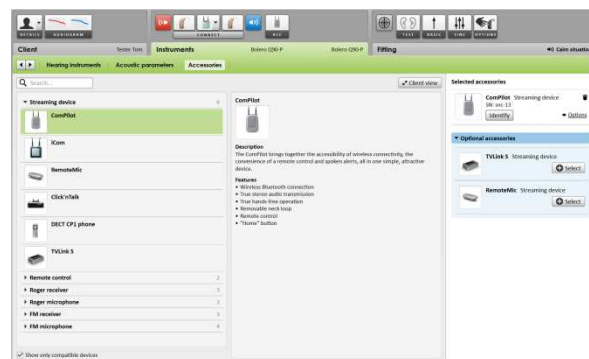 DETAILS
AUDIOGRAM
CONNECT
REC
TEST
BASIC
FINE
OPTIONS
Client
Tester Tom
Instruments
Bolero Q90-P
Bolero Q90-P
Fitting
Calm situation
Hearing instruments
Acoustic parameters
Accessories
Search...
Client view
Streaming device
6
ComPilot
iCom
RemoteMic
Click'nTalk
DECT CP1 phone
TVLink S
Remote control
2
Roger receiver
Roger microphone
FM receiver
FM microphone
4
Show only compatible devices
ComPilot
Description
The ComPilot brings together the accessibility of wireless connectivity, the
convenience of a remote control and spoken alerts, all in one simple, attractive
device.
Features
• Wireless Bluetooth connection
• True stereo audio transmission
• True hands-free operation
• Removable neck loop
• Remote control
• "Home" button
Selected accessories
ComPilot Streaming device
Identify
Options
Optional accessories
TVLink S Streaming device
Select
RemoteMic Streaming device
Select